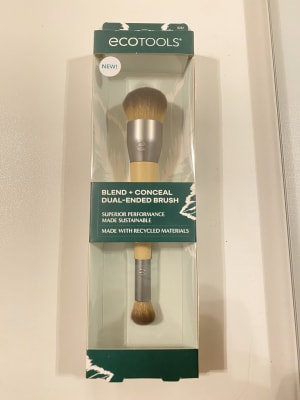 ecoTOOLS®
NEW!
BLEND + CONCEAL
DUAL-ENDED BRUSH
SUPERIOR PERFORMANCE
MADE SUSTAINABLE
MADE WITH RECYCLED MATERIALS